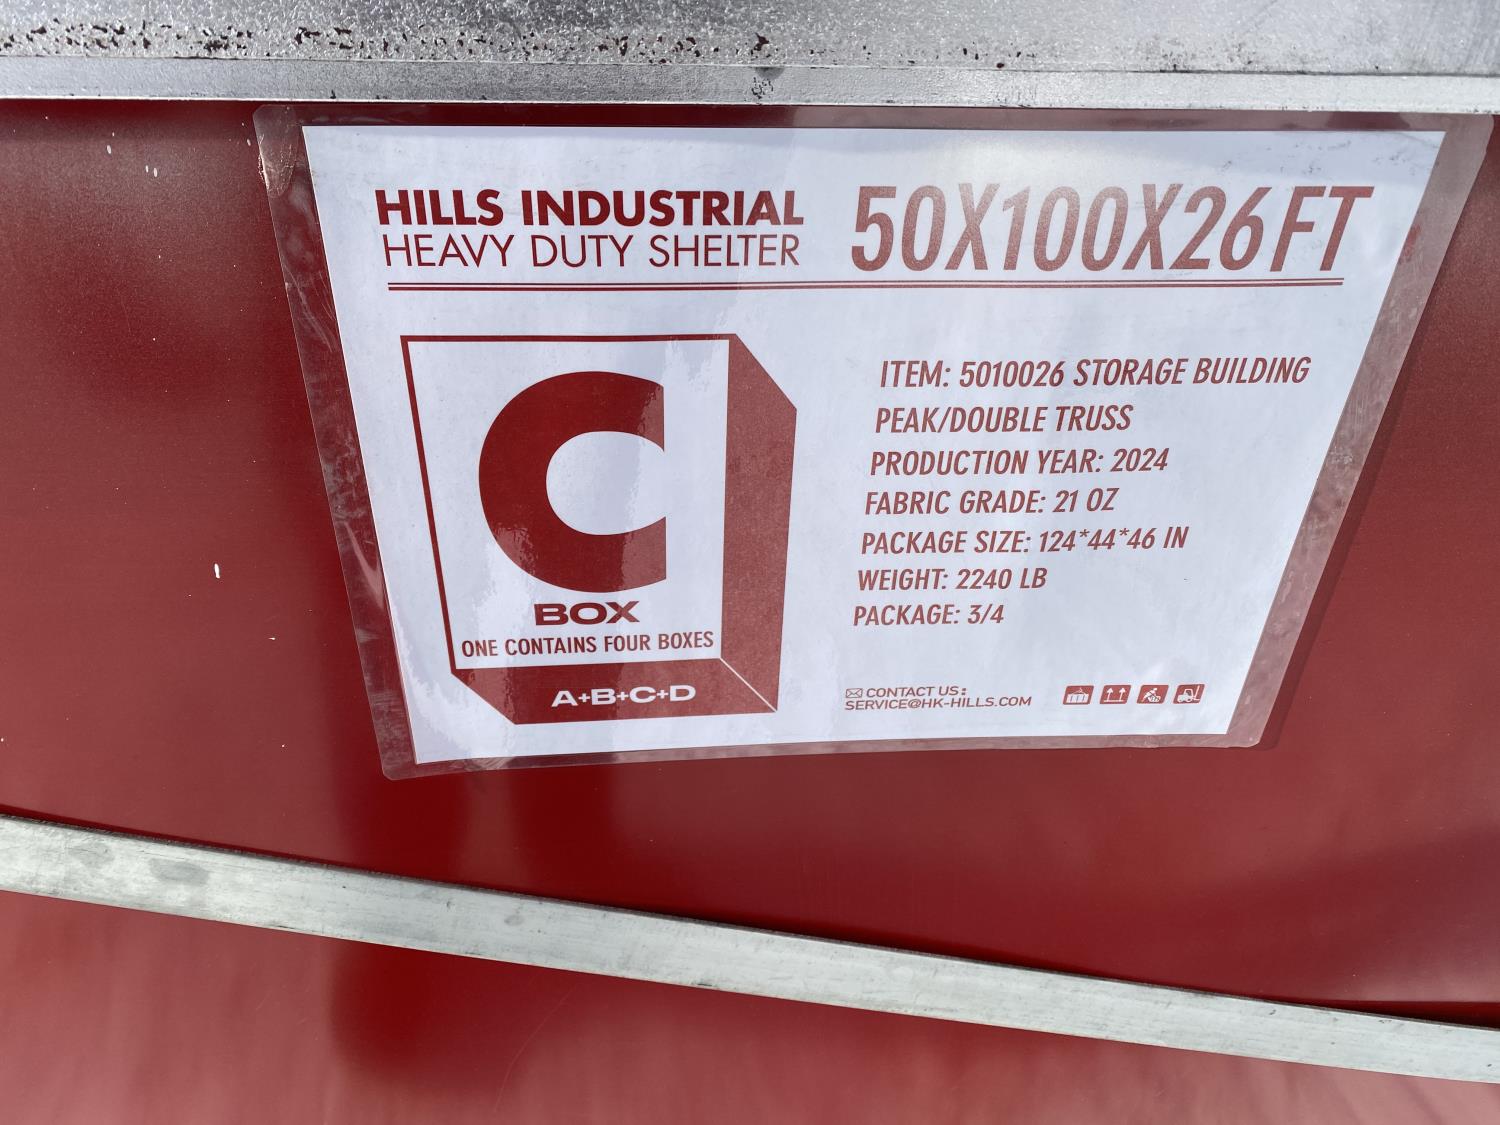 HILLS INDUSTRIAL
HEAVY DUTY SHELTER
50X100X26FT
C
BOX
ONE CONTAINS FOUR BOXES
A+B+C+D
ITEM: 5010026 STORAGE BUILDING
PEAK/DOUBLE TRUSS
PRODUCTION YEAR: 2024
FABRIC GRADE: 21 OZ
PACKAGE SIZE: 124*44*46 IN
WEIGHT: 2240 LB
PACKAGE: 3/4
CONTACT US:
SERVICE@HK-HILLS.COM